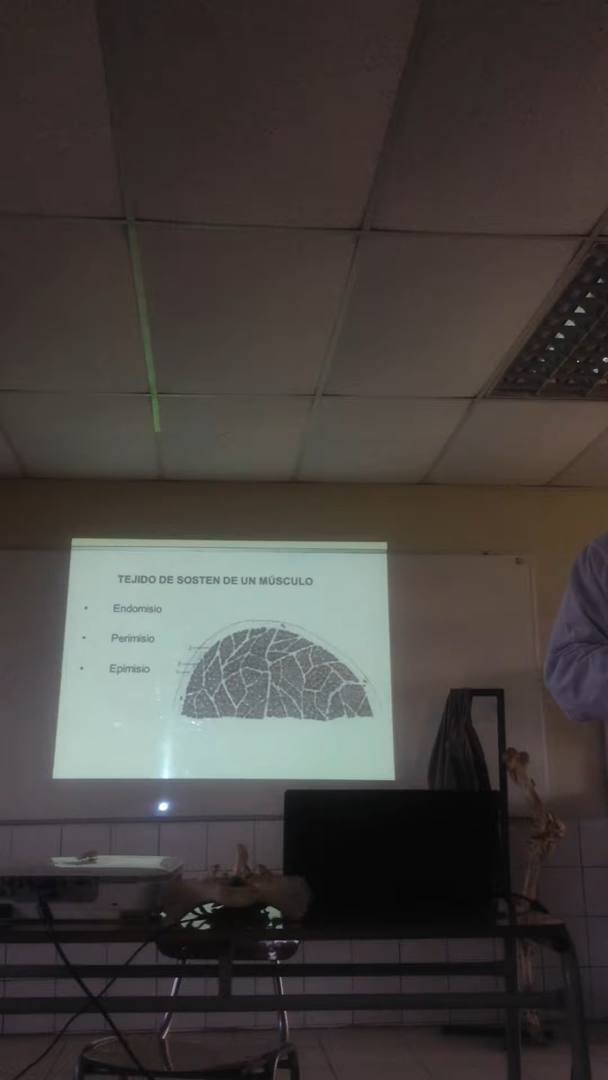 TEJIDO DE SOSTEN DE UN MÚSCULO
• Endomisio
• Perimisio
• Epimisio